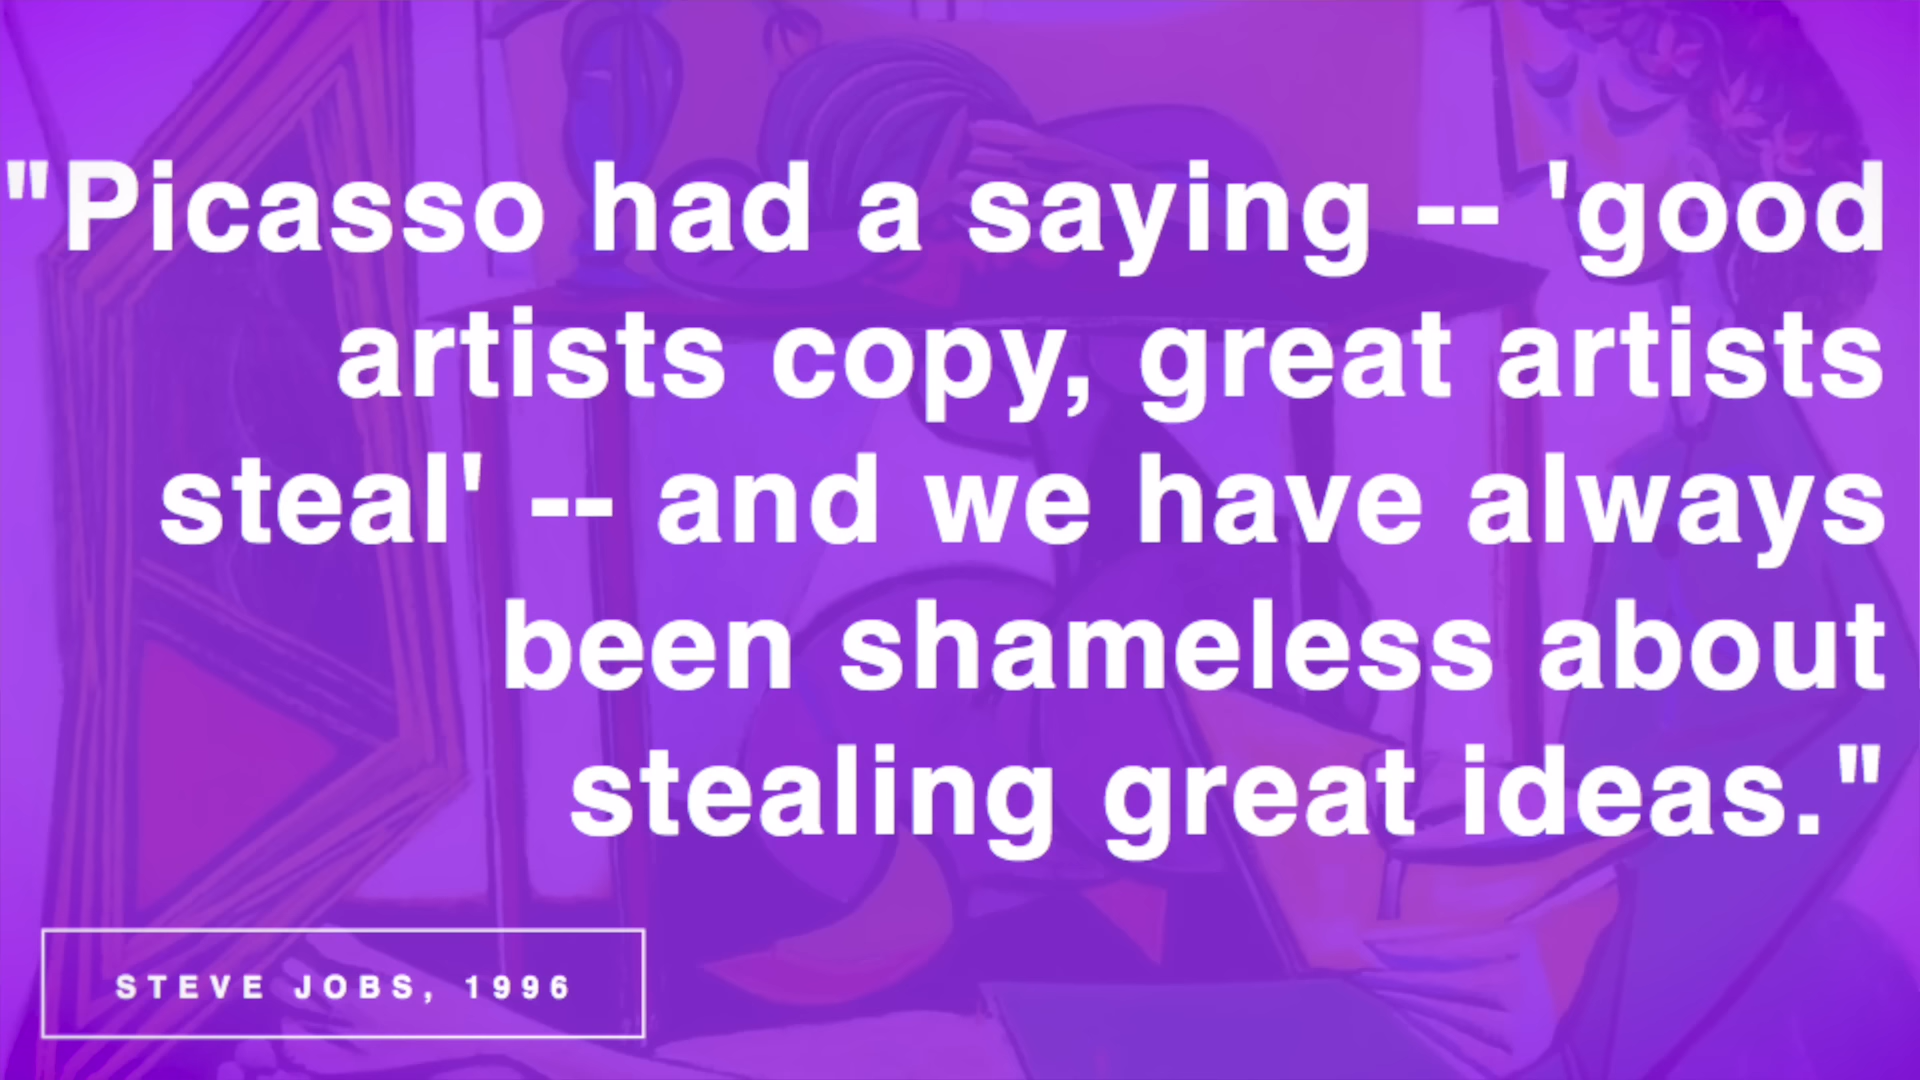 "Picasso had a saying -- 'good
artists copy, great artists
steal' -- and we have always
been shameless about
stealing great ideas."
STEVE JOBS, 1996